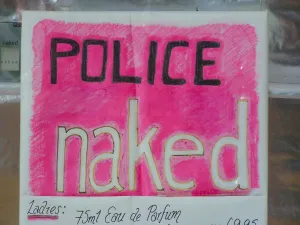 POLICE
naked
Ladies:
75ml Eau de Parfum